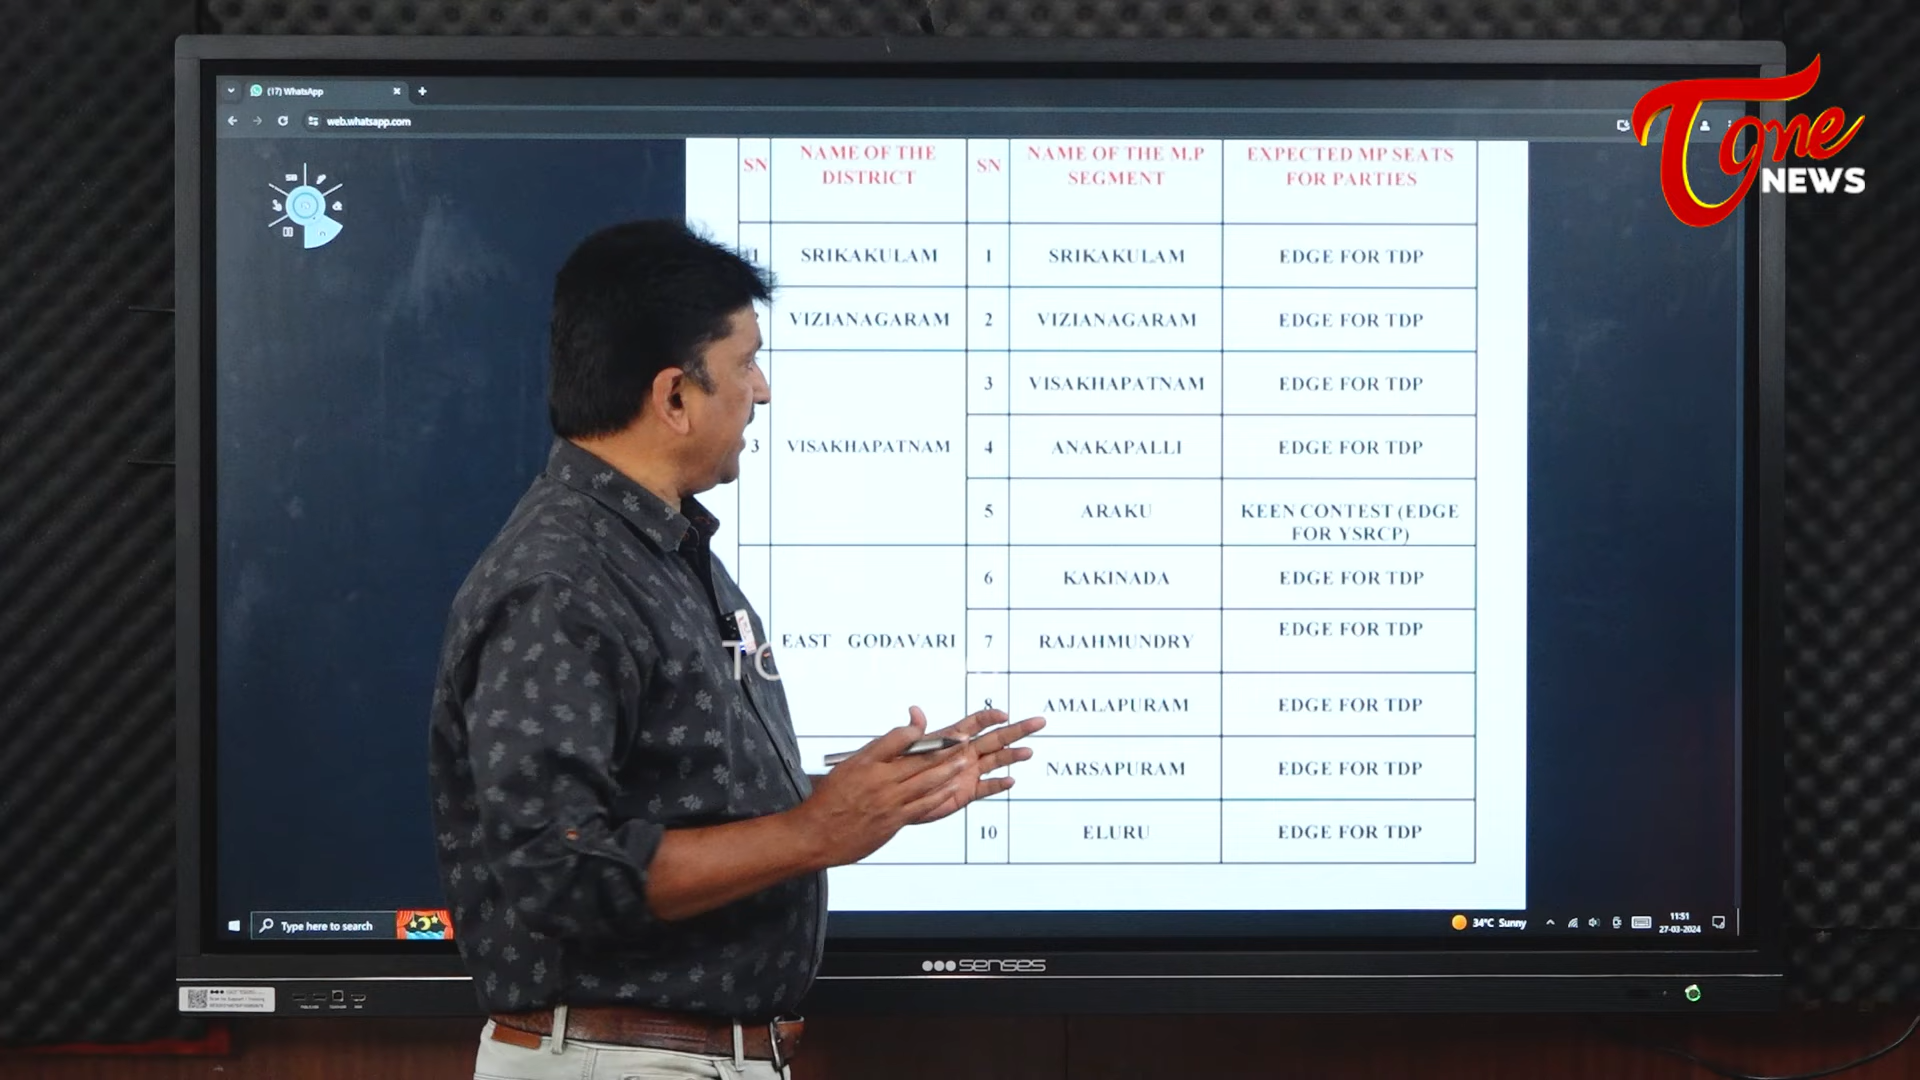 (17) WhatsApp
web.whatsapp.com
Tone
NEWS
SN
NAME OF THE DISTRICT
SN
NAME OF THE M.P SEGMENT
EXPECTED MP SEATS FOR PARTIES
1 SRIKAKULAM 1 SRIKAKULAM EDGE FOR TDP
VIZIANAGARAM 2 VIZIANAGARAM EDGE FOR TDP
3 VISAKHAPATNAM EDGE FOR TDP
3 VISAKHAPATNAM 4 ANAKAPALLI EDGE FOR TDP
5 ARAKU KEEN CONTEST (EDGE
FOR YSRCP)
6 KAKINADA EDGE FOR TDP
EAST GODAVARI 7 RAJAHMUNDRY EDGE FOR TDP
8 AMALAPURAM EDGE FOR TDP
NARSAPURAM EDGE FOR TDP
10 ELURU EDGE FOR TDP
Type here to search
34°C Sunny
11:51
27-03-2024
senses